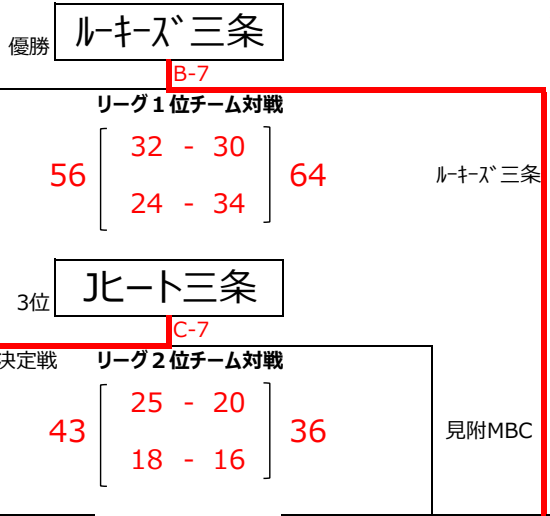 優勝 ﾙｰｷｰｽﾞ三条
B-7
リーグ１位チーム対戦
32 - 30
56 64 ﾙｰｷｰｽﾞ三条
24 - 34
3位 Jヒート三条
C-7
決定戦 リーグ２位チーム対戦
25 - 20
43 36 見附MBC
18 - 16